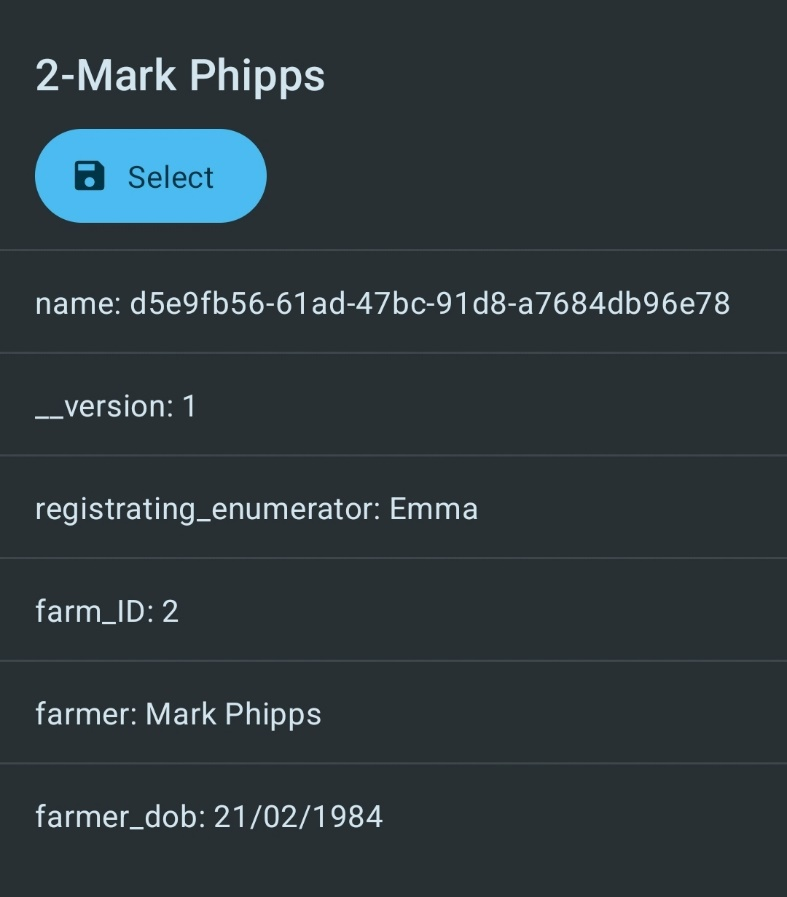 2-Mark Phipps
Select
name: d5e9fb56-61ad-47bc-91d8-a7684db96e78
__version: 1
registrating_enumerator: Emma
farm_ID: 2
farmer: Mark Phipps
farmer_dob: 21/02/1984